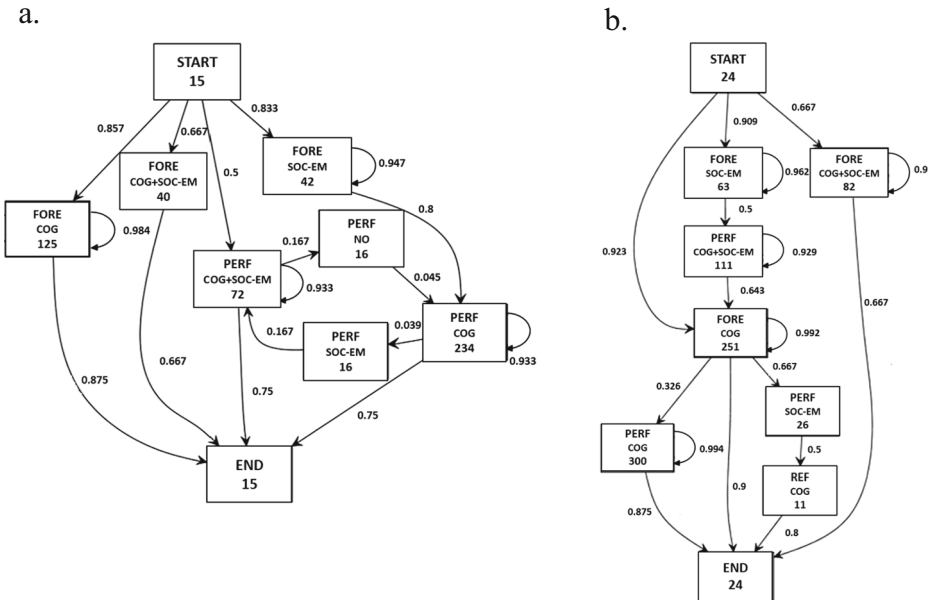 a.
START
15
0.857
0.667
0.5
0.833
FORE
COG
125
0.984
FORE
COG+SOC-EM
40
FORE
SOC-EM
42
0.947
0.8
PERF
COG+SOC-EM
72
0.933
0.167
PERF
NO
16
0.045
PERF
COG
234
0.933
0.039
PERF
SOC-EM
16
0.167
0.875
0.667
0.75
0.75
END
15
b.
START
24
0.923
0.909
0.667
FORE
SOC-EM
63
0.962
FORE
COG+SOC-EM
82
0.9
0.5
PERF
COG+SOC-EM
111
0.929
0.643
FORE
COG
251
0.992
0.667
0.326
0.667
PERF
COG
300
0.994
PERF
SOC-EM
26
0.5
REF
COG
11
0.875
0.9
0.8
END
24